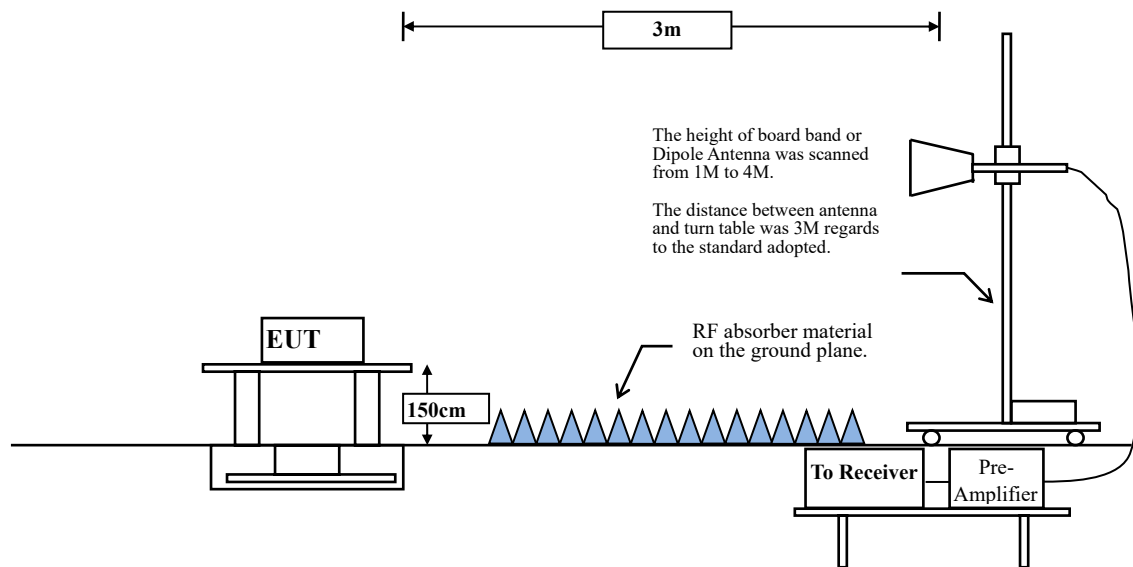 3m
The height of board band or
Dipole Antenna was scanned
from 1M to 4M.
The distance between antenna
and turn table was 3M regards
to the standard adopted.
EUT
RF absorber material
on the ground plane.
150cm
To Receiver
Pre-
Amplifier